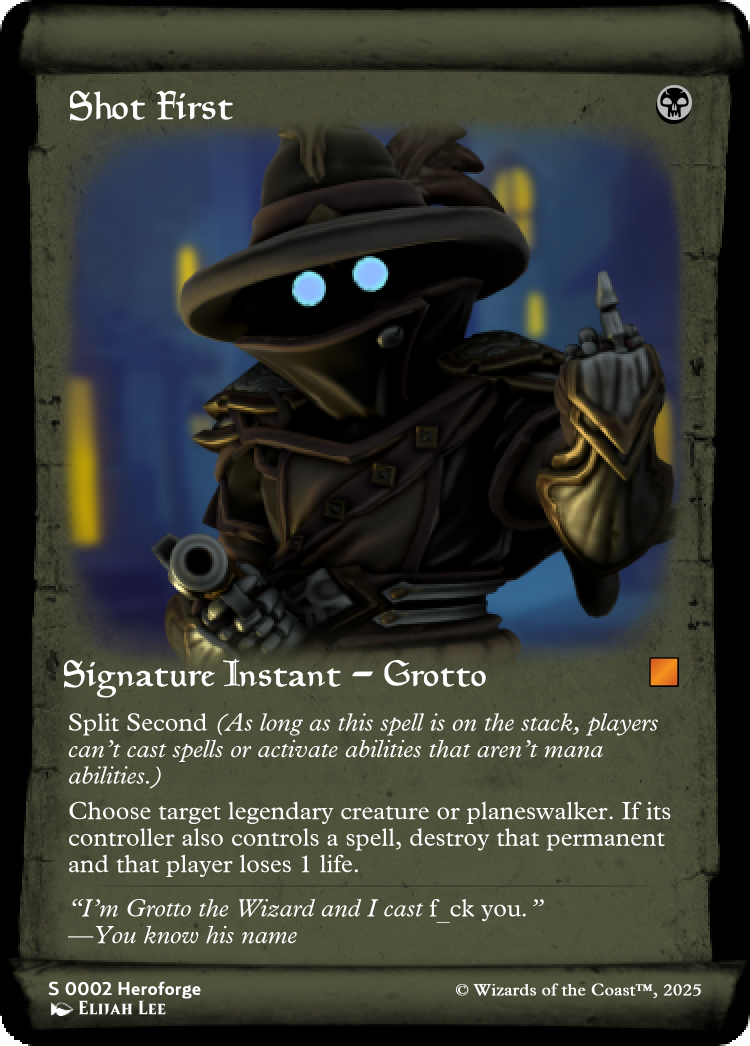 Shot First
Signature Instant – Grotto
Split Second (As long as this spell is on the stack, players
can't cast spells or activate abilities that aren't mana
abilities.)
Choose target legendary creature or planeswalker. If its
controller also controls a spell, destroy that permanent
and that player loses 1 life.
“I'm Grotto the Wizard and I cast f_ck you.”
—You know his name
S 0002 Heroforge
© Wizards of the Coast™, 2025
Elijah Lee